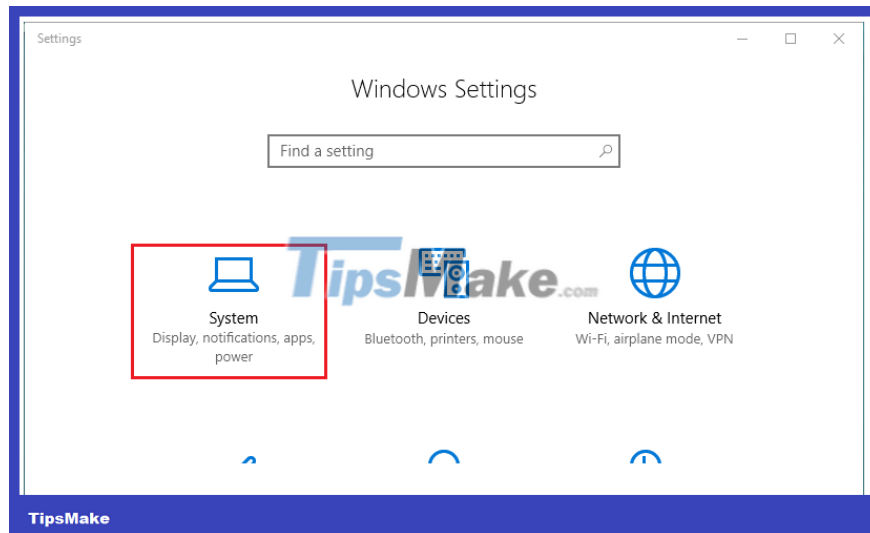 Settings
Windows Settings
Find a setting
TipsMake.com
System
Devices
Network & Internet
Display, notifications, apps,
power
Bluetooth, printers, mouse
Wi-Fi, airplane mode, VPN
TipsMake